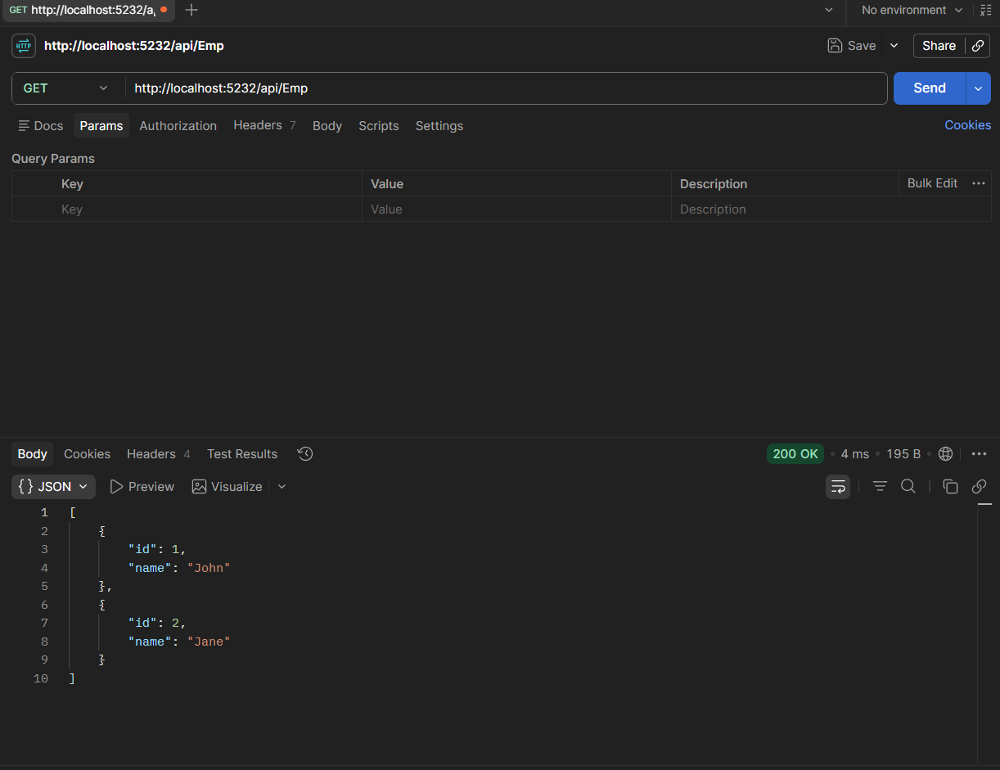 GET http://localhost:5232/a, No environment
HTTP http://localhost:5232/api/Emp Save Share
GET http://localhost:5232/api/Emp Send
Docs Params Authorization Headers 7 Body Scripts Settings Cookies
Query Params
Key Value Description Bulk Edit
Key Value Description
Body Cookies Headers 4 Test Results 200 OK • 4 ms • 195 B •
{} JSON Preview Visualize
1 [
2 {
3 "id": 1,
4 "name": "John"
5 },
6 {
7 "id": 2,
8 "name": "Jane"
9 }
10 ]